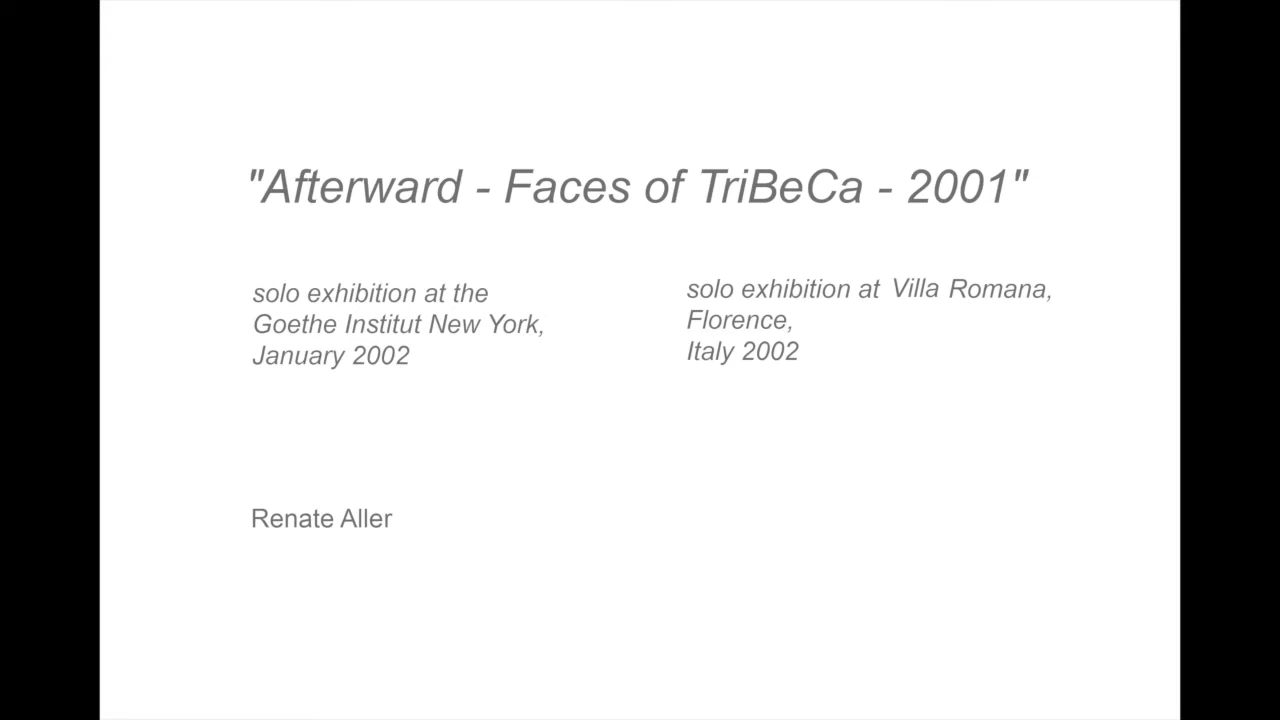 "Afterward - Faces of TriBeCa - 2001"
solo exhibition at the
Goethe Institut New York,
January 2002
solo exhibition at Villa Romana,
Florence,
Italy 2002
Renate Aller